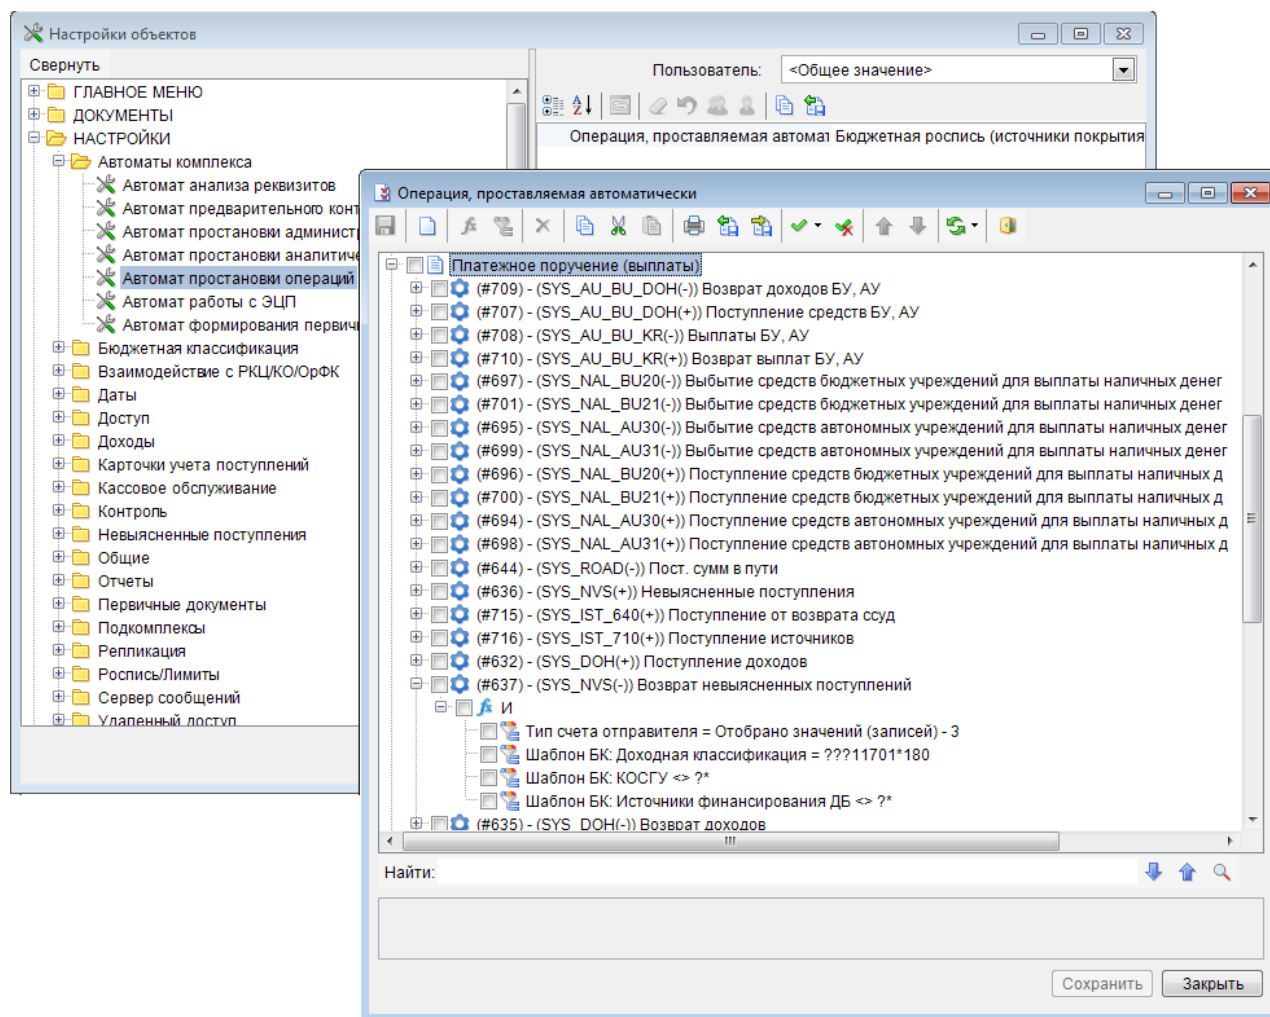 Настройки объектов
Свернуть
ГЛАВНОЕ МЕНЮ
ДОКУМЕНТЫ
НАСТРОЙКИ
Автоматы комплекса
Автомат анализа реквизитов
Автомат предварительного конт
Автомат простановки администр
Автомат простановки аналитиче
Автомат простановки операций
Автомат работы с ЭЦП
Автомат формирования первич
Бюджетная классификация
Взаимодействие с РКЦ/КО/ОрФК
Даты
Доступ
Доходы
Карточки учета поступлений
Кассовое обслуживание
Контроль
Невыясненные поступления
Общие
Отчеты
Первичные документы
Подкомплексы
Репликация
Роспись/Лимиты
Сервер сообщений
Удаленный доступ
Пользователь: <Общее значение>
Операция, проставляемая автомат Бюджетная роспись (источники покрытия
Операция, проставляемая автоматически
Платежное поручение (выплаты)
(#709) - (SYS_AU_BU_DOH(-)) Возврат доходов БУ, АУ
(#707) - (SYS_AU_BU_DOH(+)) Поступление средств БУ, АУ
(#708) - (SYS_AU_BU_KR(-)) Выплаты БУ, АУ
(#710) - (SYS_AU_BU_KR(+)) Возврат выплат БУ, АУ
(#697) - (SYS_NAL_BU20(-)) Выбытие средств бюджетных учреждений для выплаты наличных денег
(#701) - (SYS_NAL_BU21(-)) Выбытие средств бюджетных учреждений для выплаты наличных денег
(#695) - (SYS_NAL_AU30(-)) Выбытие средств автономных учреждений для выплаты наличных денег
(#699) - (SYS_NAL_AU31(-)) Выбытие средств автономных учреждений для выплаты наличных денег
(#696) - (SYS_NAL_BU20(+)) Поступление средств бюджетных учреждений для выплаты наличных д
(#700) - (SYS_NAL_BU21(+)) Поступление средств бюджетных учреждений для выплаты наличных д
(#694) - (SYS_NAL_AU30(+)) Поступление средств автономных учреждений для выплаты наличных д
(#698) - (SYS_NAL_AU31(+)) Поступление средств автономных учреждений для выплаты наличных д
(#644) - (SYS_ROAD(-)) Пост. сумм в пути
(#636) - (SYS_NVS(+)) Невыясненные поступления
(#715) - (SYS_IST_640(+)) Поступление от возврата ссуд
(#716) - (SYS_IST_710(+)) Поступление источников
(#632) - (SYS_DOH(+)) Поступление доходов
(#637) - (SYS_NVS(-)) Возврат невыясненных поступлений
И
Тип счета отправителя = Отобрано значений (записей) - 3
Шаблон БК: Доходная классификация = ???11701*180
Шаблон БК: КОСГУ <> ?*
Шаблон БК: Источники финансирования ДБ <> ?*
(#635) - (SYS_DOH(-)) Возврат доходов
Найти:
Сохранить Закрыть